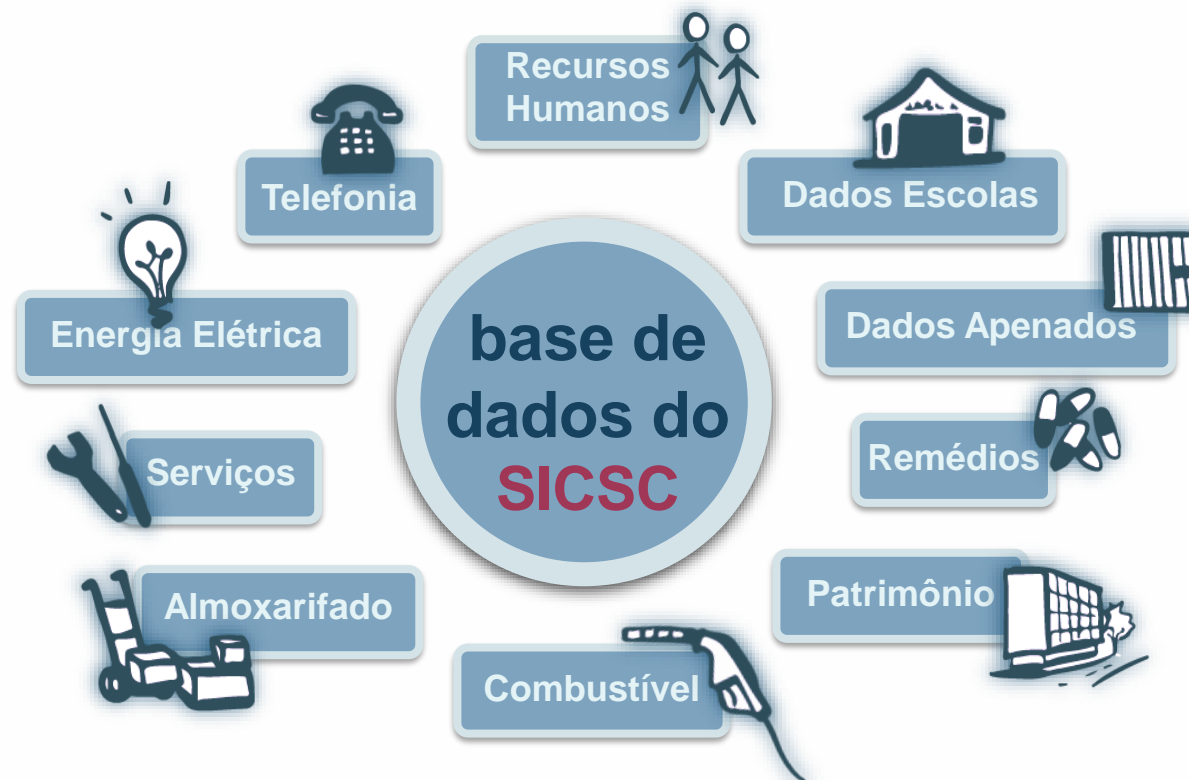 Recursos
Humanos
Telefonia
Dados Escolas
Energia Elétrica
base de
dados do
SICSC
Dados Apenados
Serviços
Remédios
Almoxarifado
Patrimônio
Combustível